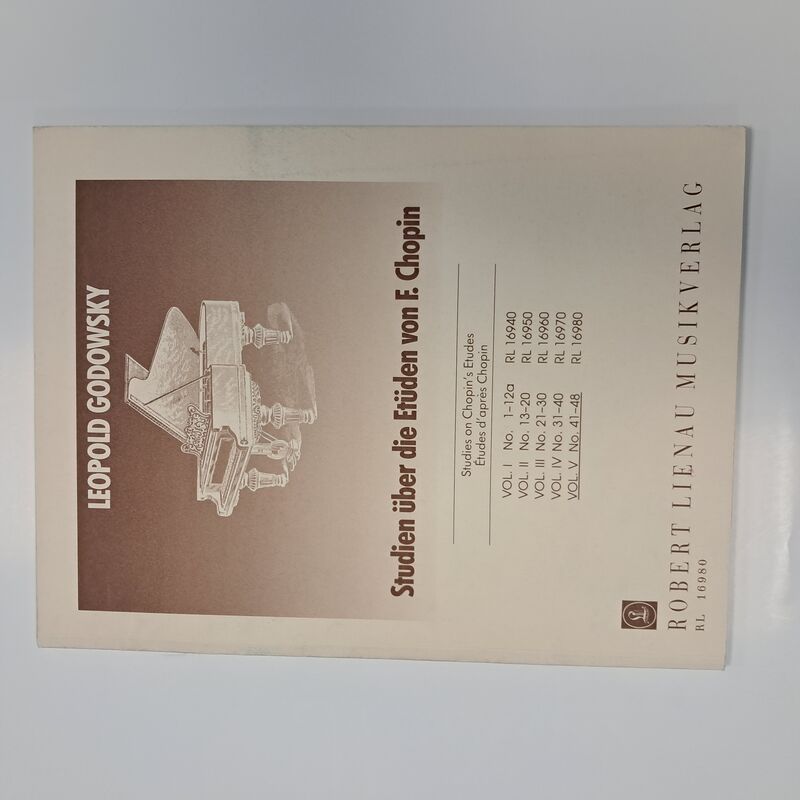 LEOPOLD GODOWSKY
Studien über die Etüden von F. Chopin
Studies on Chopin's Etudes
Études d'après Chopin
VOL. I No. 1–12a RL 16940
VOL. II No. 13–20 RL 16950
VOL. III No. 21–30 RL 16960
VOL. IV No. 31–40 RL 16970
VOL. V No. 41–48 RL 16980
ROBERT LIENAU MUSIKVERLAG
RL 16980